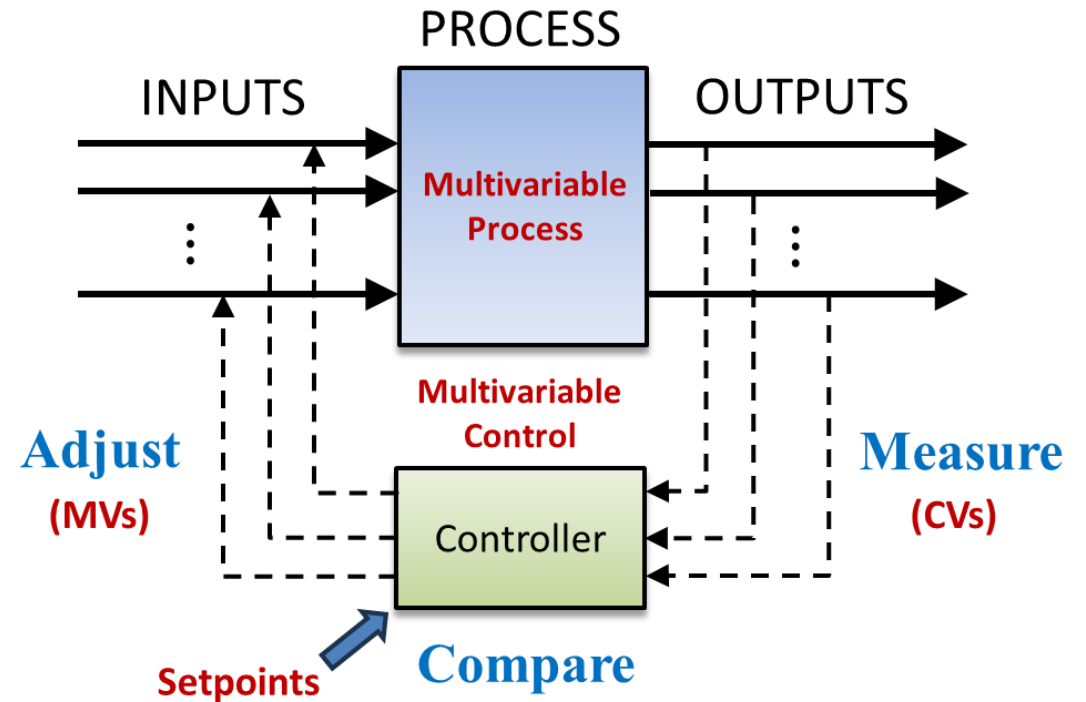 PROCESS
INPUTS
OUTPUTS
Multivariable
Process
⋮
⋮
Multivariable
Control
Adjust
(MVs)
Measure
(CVs)
Controller
Setpoints
Compare